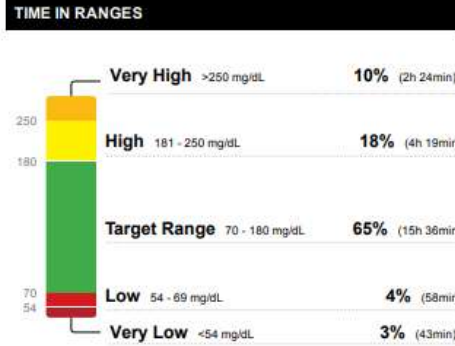 TIME IN RANGES
Very High >250 mg/dL 10% (2h 24min)
250
High 181 - 250 mg/dL 18% (4h 19min
180
Target Range 70 - 180 mg/dL 65% (15h 36min
70
Low 54 - 69 mg/dL 4% (58min
54
Very Low <54 mg/dL 3% (43min)